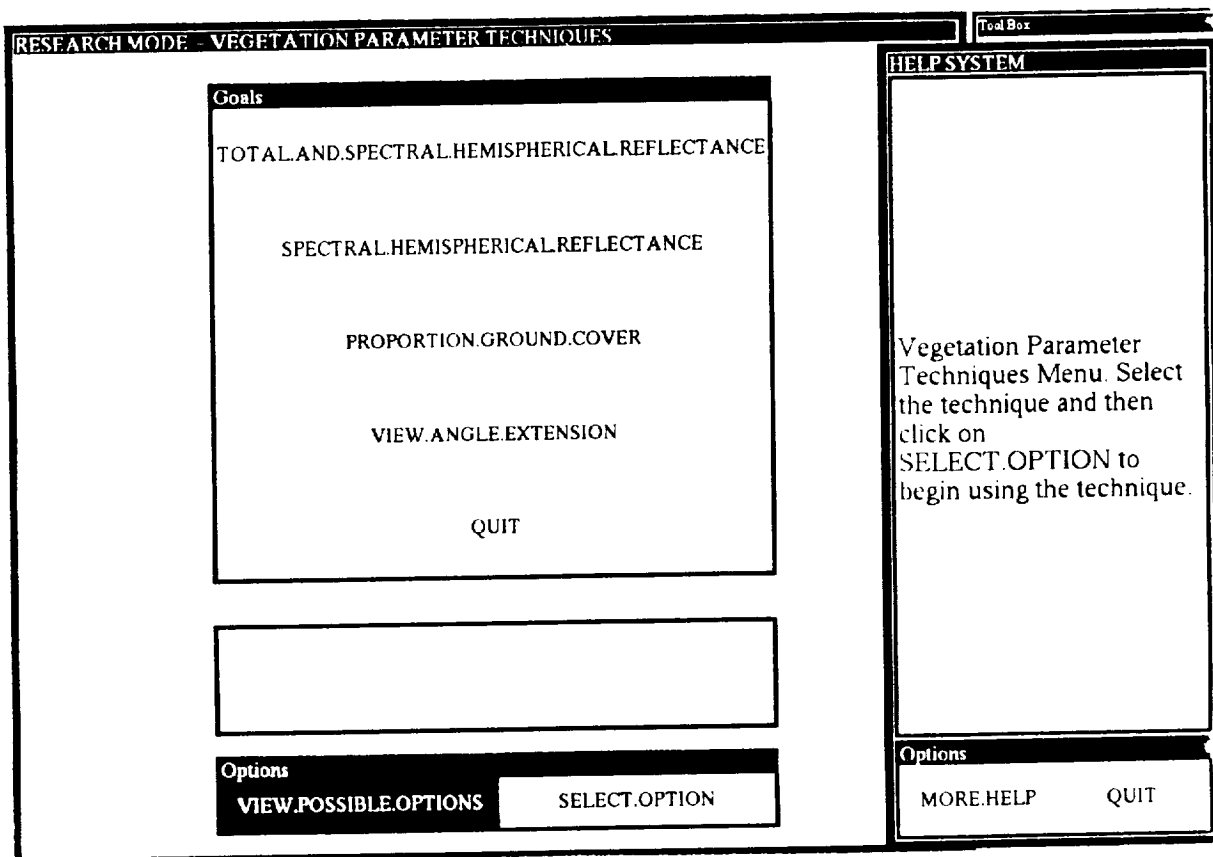 RESEARCH MODE - VEGETATION PARAMETER TECHNIQUES
Tool Box
HELP SYSTEM
Goals
TOTAL.AND.SPECTRAL.HEMISPHERICAL.REFLECTANCE
SPECTRAL.HEMISPHERICAL.REFLECTANCE
PROPORTION.GROUND.COVER
VIEW.ANGLE.EXTENSION
QUIT
Vegetation Parameter
Techniques Menu. Select
the technique and then
click on
SELECT.OPTION to
begin using the technique.
Options
VIEW.POSSIBLE.OPTIONS SELECT.OPTION
Options
MORE.HELP QUIT